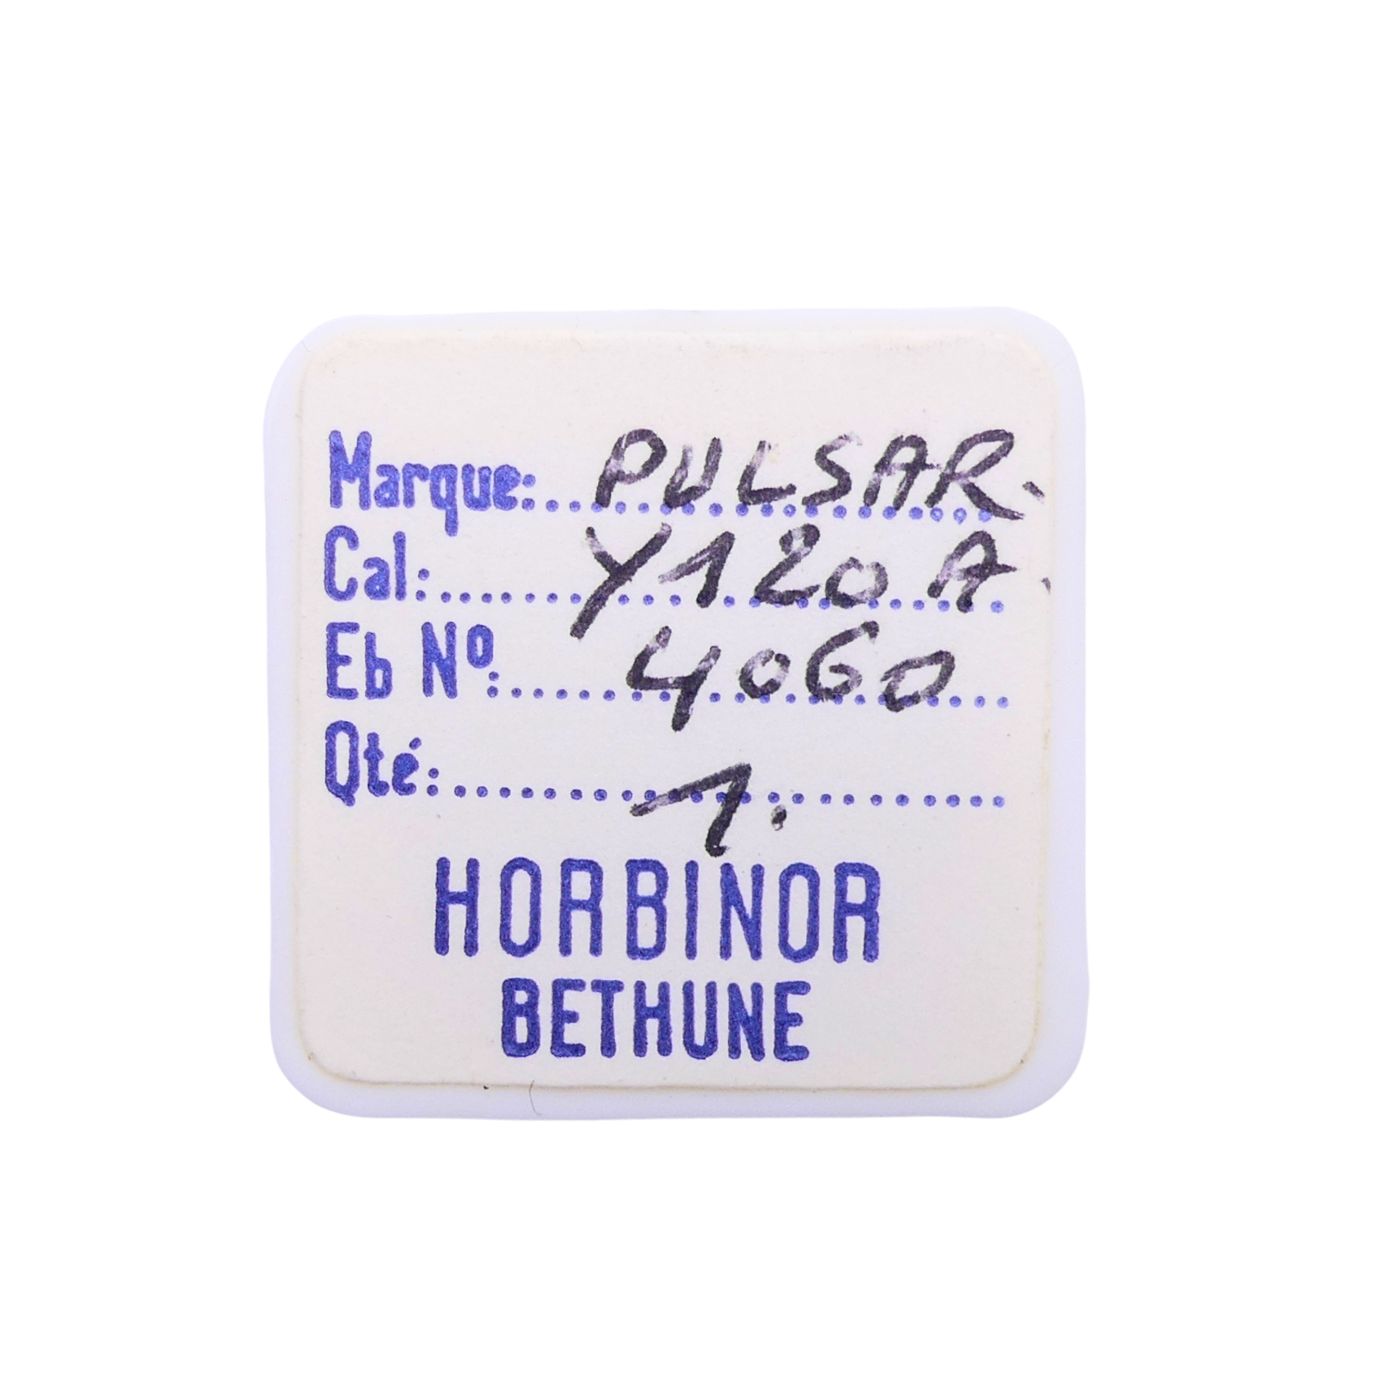 Marque: PULSAR.
Cal: Y120 A.
Eb Nº: 4060
Qté: 1.
HORBINOR
BETHUNE